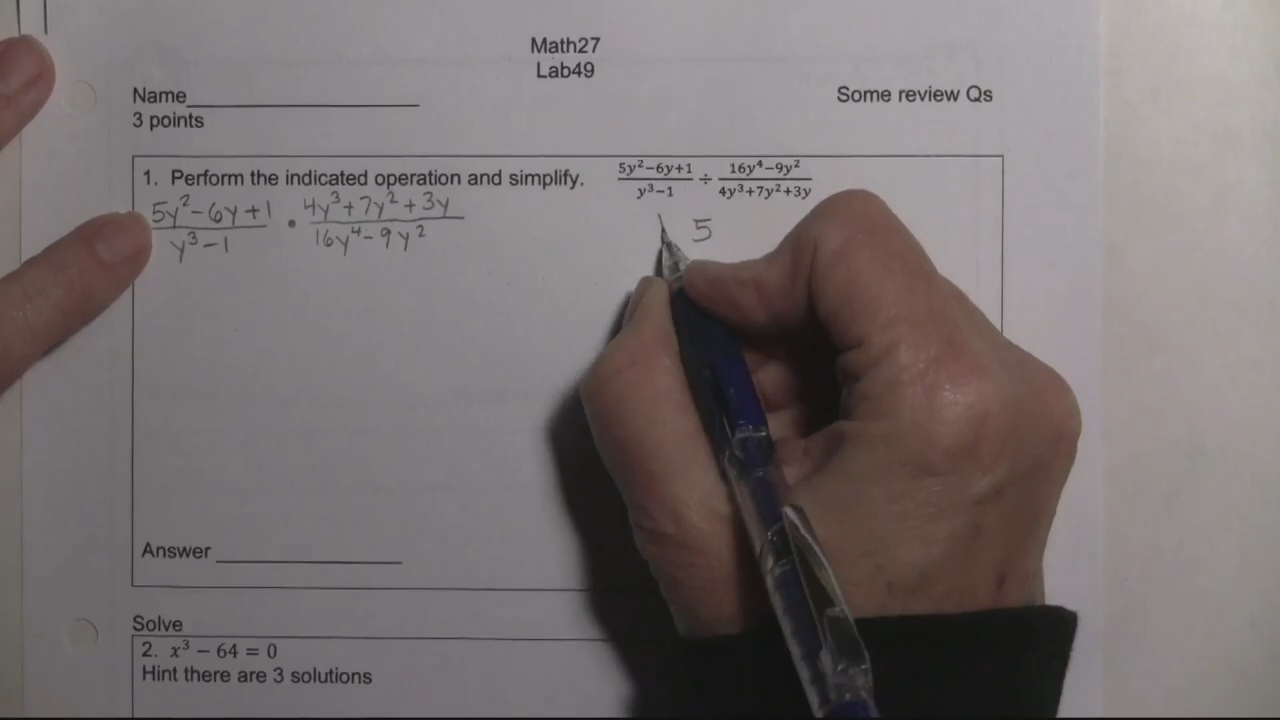 Math27
Lab49
Name____________________ Some review Qs
3 points
1. Perform the indicated operation and simplify. (5y²−6y+1)/(y³−1) ÷ (16y⁴−9y²)/(4y³+7y²+3y)
(5y²-6y+1)/(y³-1) · (4y³+7y²+3y)/(16y⁴-9y²)
5
Answer ________________
Solve
2. x³ − 64 = 0
Hint there are 3 solutions